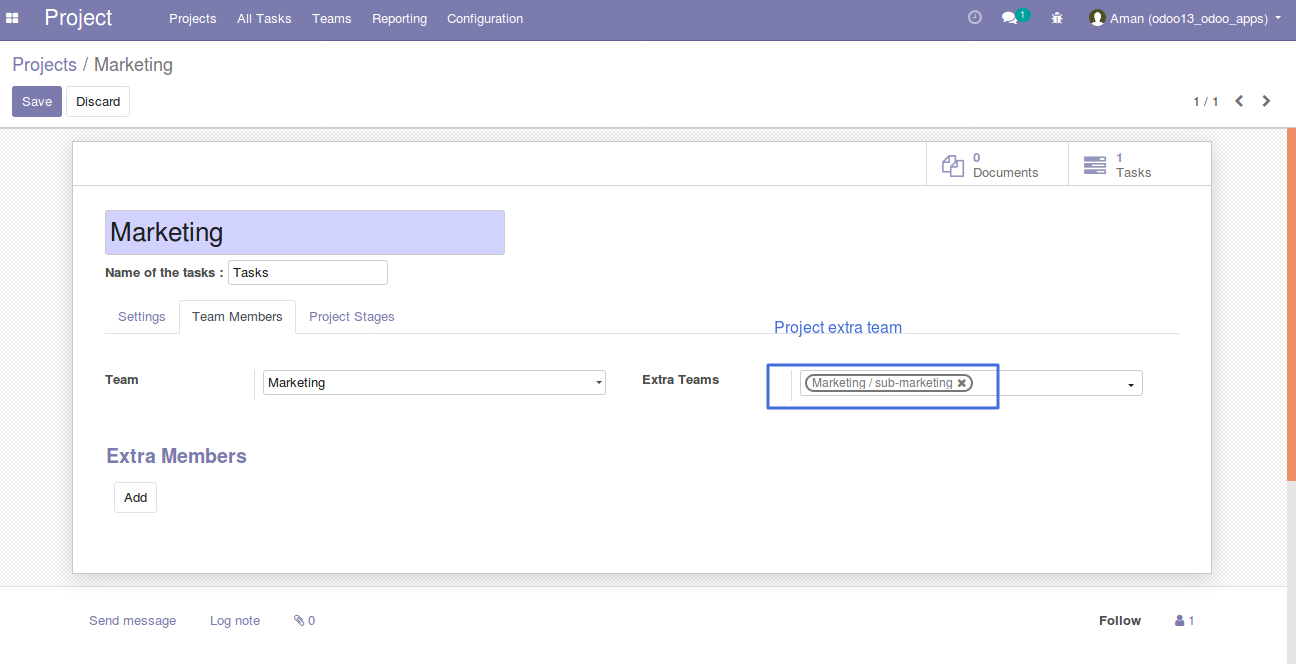 Project Projects All Tasks Teams Reporting Configuration 1 Aman (odoo13_odoo_apps)
Projects / Marketing
Save Discard 1 / 1
0
Documents
1
Tasks
Marketing
Name of the tasks : Tasks
Settings Team Members Project Stages
Project extra team
Team Marketing Extra Teams Marketing / sub-marketing
Extra Members
Add
Send message Log note 0 Follow 1